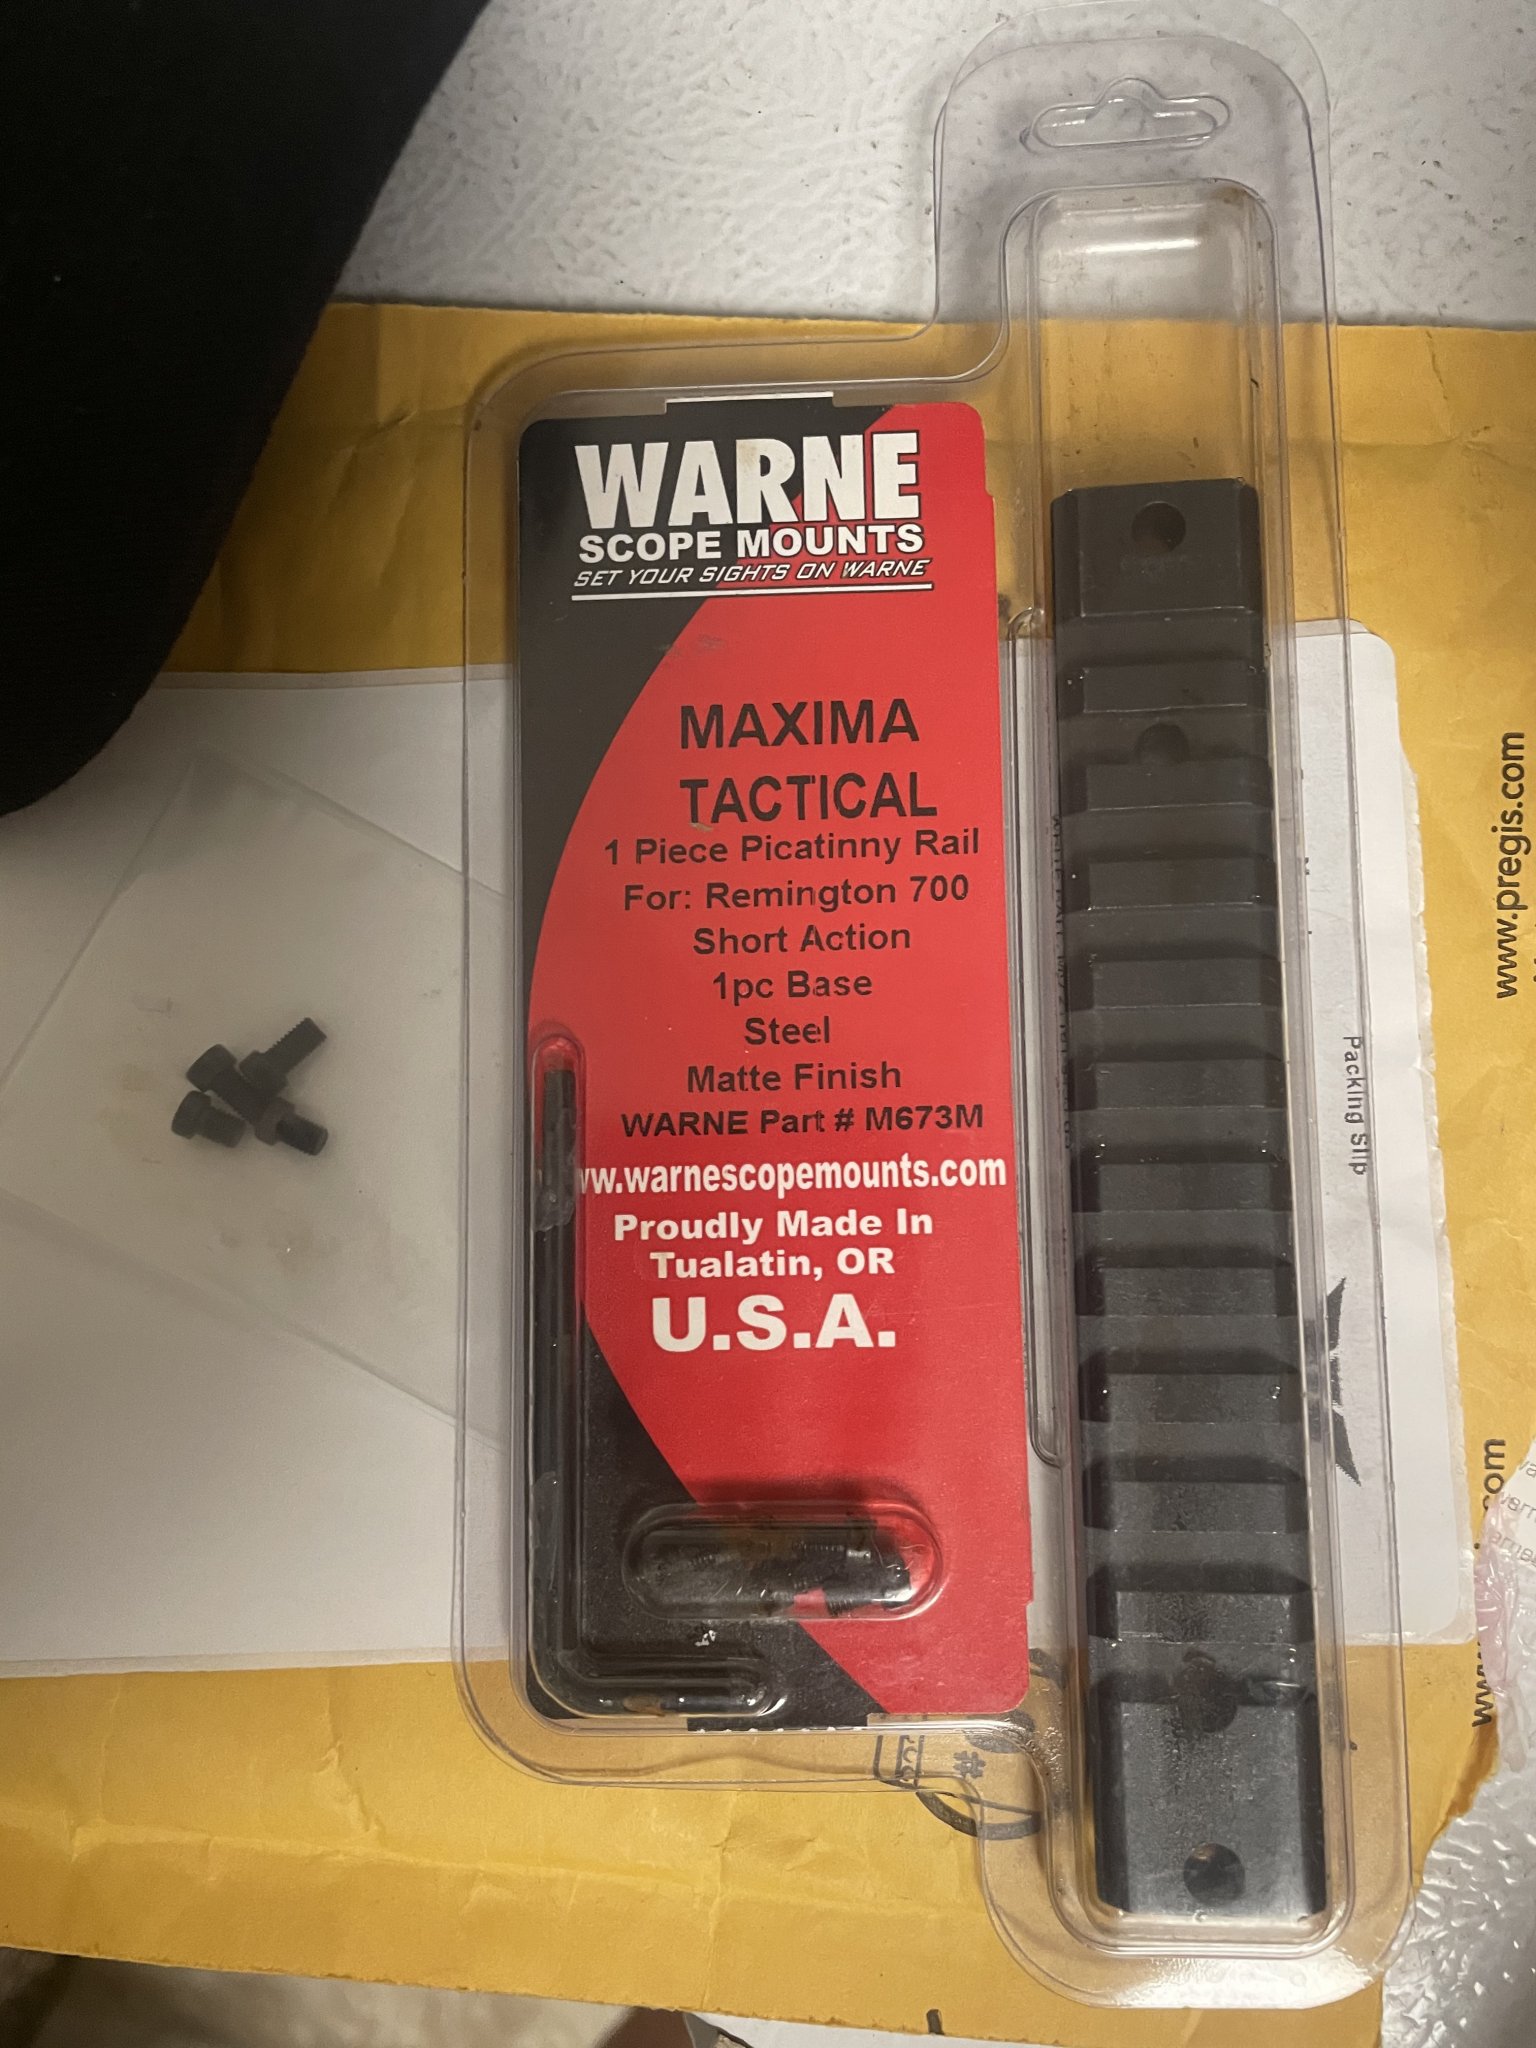 WARNE
SCOPE MOUNTS
SET YOUR SIGHTS ON WARNE
MAXIMA
TACTICAL
1 Piece Picatinny Rail
For: Remington 700
Short Action
1pc Base
Steel
Matte Finish
WARNE Part # M673M
ww.warnescopemounts.com
Proudly Made In
Tualatin, OR
U.S.A.
www.pregis.com
Packing Slip